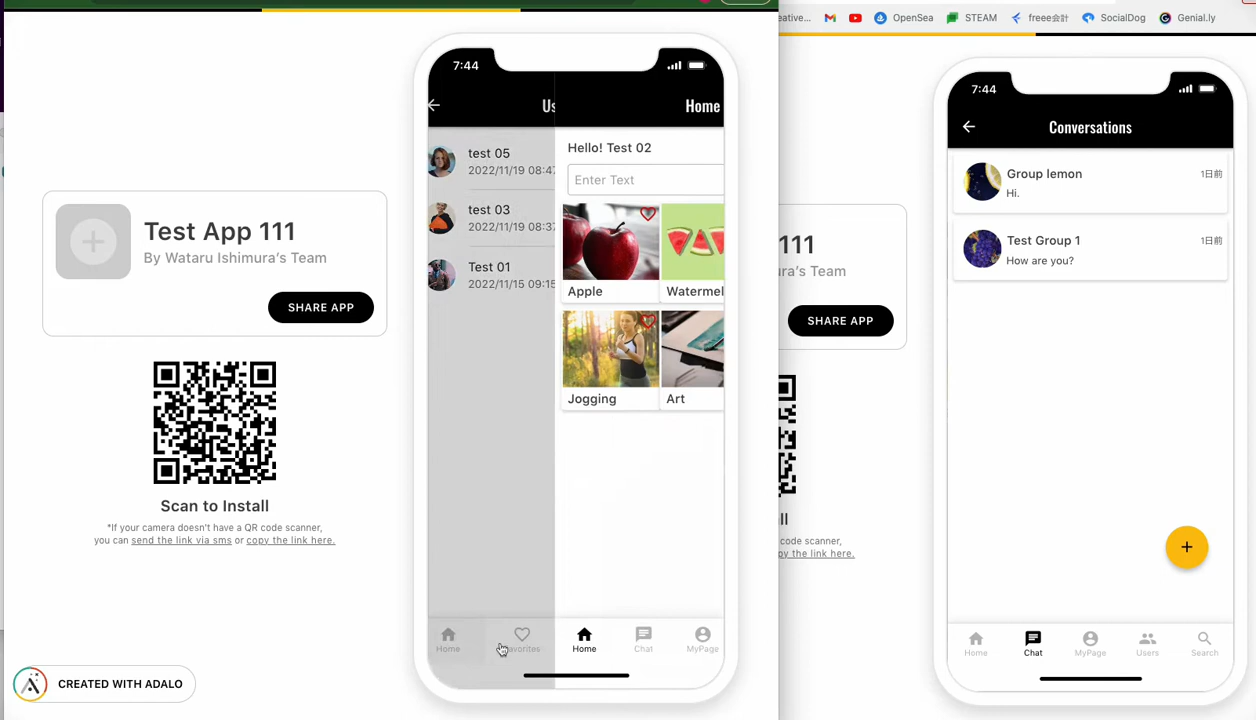 eative...
OpenSea
STEAM
freee会計
SocialDog
Genial.ly
Test App 111
By Wataru Ishimura's Team
SHARE APP
Scan to Install
*If your camera doesn't have a QR code scanner,
you can send the link via sms or copy the link here.
CREATED WITH ADALO
7:44
Us
test 05
2022/11/19 08:47
test 03
2022/11/19 08:37
Test 01
2022/11/15 09:15
Home
Hello! Test 02
Enter Text
Apple
Watermel
Jogging
Art
Home
avorites
Home
Chat
MyPage
111
ura's Team
SHARE APP
ll
code scanner,
py the link here.
7:44
Conversations
Group lemon
1日前
Hi.
Test Group 1
1日前
How are you?
+
Home
Chat
MyPage
Users
Search